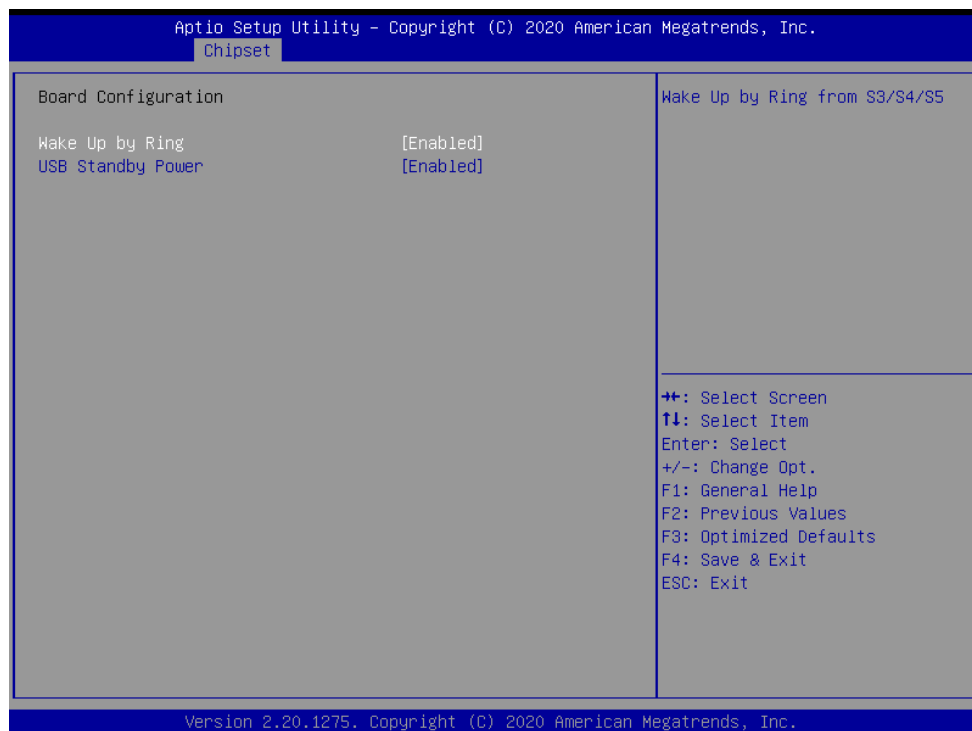 Aptio Setup Utility – Copyright (C) 2020 American Megatrends, Inc.
Chipset
Board Configuration
Wake Up by Ring [Enabled]
USB Standby Power [Enabled]
Wake Up by Ring from S3/S4/S5
→←: Select Screen
↑↓: Select Item
Enter: Select
+/-: Change Opt.
F1: General Help
F2: Previous Values
F3: Optimized Defaults
F4: Save & Exit
ESC: Exit
Version 2.20.1275. Copyright (C) 2020 American Megatrends, Inc.